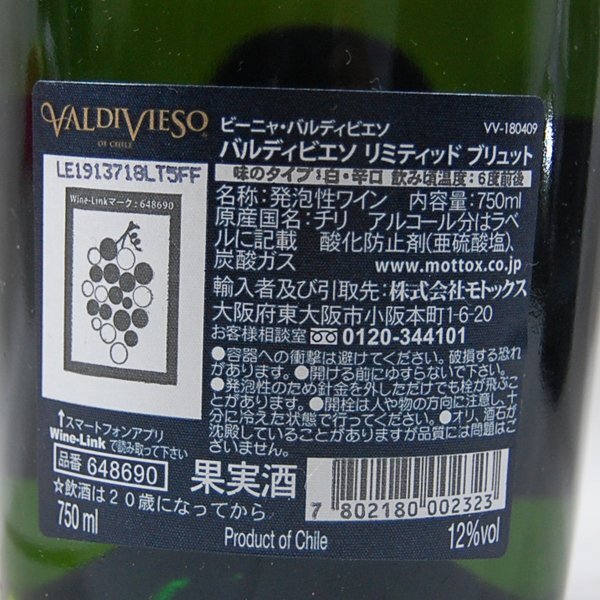 VALDIVIESO
OF CHILE
ビーニャ・バルディビエソ
VV-180409
バルディビエソ リミティッド ブリュット
LE1913718LT5FF
味のタイプ:白・辛口 飲み頃温度:6度前後
Wine-Linkマーク:648690
名称:発泡性ワイン 内容量:750ml
原産国名:チリ アルコール分はラベ
ルに記載 酸化防止剤(亜硫酸塩)、
炭酸ガス www.mottox.co.jp
輸入者及び引取先:株式会社モトックス
大阪府東大阪市小阪本町1-6-20
お客様相談室 0120-344101
●容器への衝撃は避けてください。破損する恐れ
があります。●開ける前にゆらさないでください。
●発泡性のため針金を外しただけでも栓が飛ぶこ
とがあります。●開栓は人や物の方向に注意し、十
分に冷えた状態で行ってください。●オリ、酒石が
沈殿していることがありますが品質には問題はご
ざいません。
↑スマートフォンアプリ
Wine-Linkで読み取って下さい
品番 648690
果実酒
☆飲酒は20歳になってから
7 802180 002323
750 ml
Product of Chile
12%vol